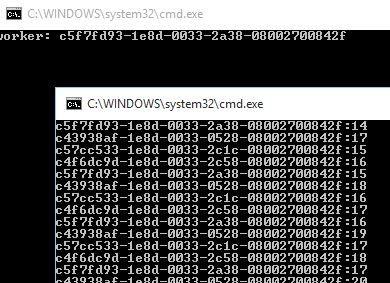 C:\WINDOWS\system32\cmd.exe
worker: c5f7fd93-1e8d-0033-2a38-08002700842f
C:\WINDOWS\system32\cmd.exe
c5f7fd93-1e8d-0033-2a38-08002700842f:14
c43938af-1e8d-0033-0528-08002700842f:17
c57cc533-1e8d-0033-2c1c-08002700842f:15
c4f6dc9d-1e8d-0033-2c58-08002700842f:16
c5f7fd93-1e8d-0033-2a38-08002700842f:15
c43938af-1e8d-0033-0528-08002700842f:18
c57cc533-1e8d-0033-2c1c-08002700842f:16
c4f6dc9d-1e8d-0033-2c58-08002700842f:17
c5f7fd93-1e8d-0033-2a38-08002700842f:16
c43938af-1e8d-0033-0528-08002700842f:19
c57cc533-1e8d-0033-2c1c-08002700842f:17
c4f6dc9d-1e8d-0033-2c58-08002700842f:18
c5f7fd93-1e8d-0033-2a38-08002700842f:17
c43938af-1e8d-0033-0528-08002700842f:20